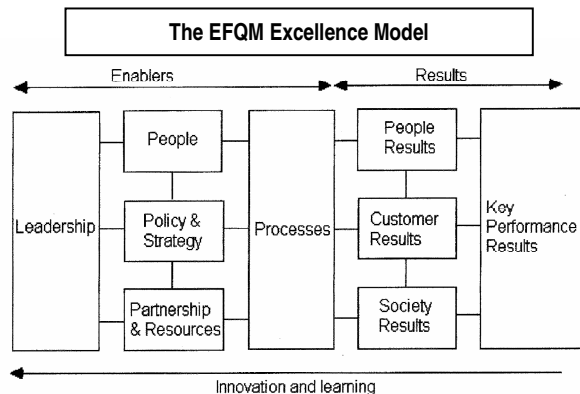 The EFQM Excellence Model
Enablers
Results
Leadership
People
Policy &
Strategy
Partnership
& Resources
Processes
People
Results
Customer
Results
Society
Results
Key
Performance
Results
Innovation and learning